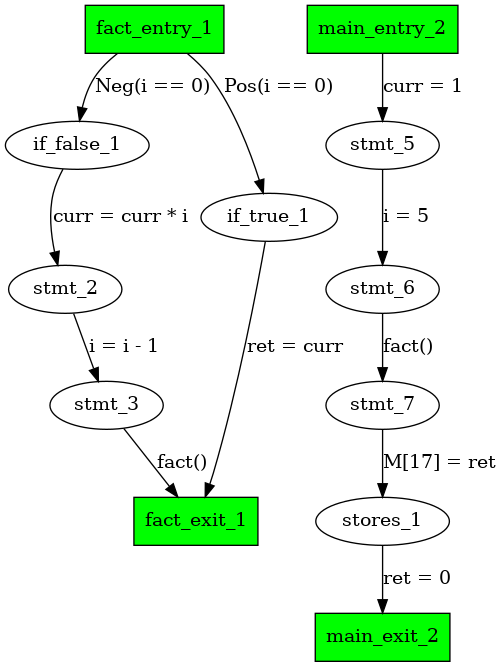 fact_entry_1
main_entry_2
Neg(i == 0)
Pos(i == 0)
curr = 1
if_false_1
stmt_5
curr = curr * i
if_true_1
i = 5
stmt_2
stmt_6
i = i - 1
ret = curr
fact()
stmt_3
stmt_7
fact()
M[17] = ret
fact_exit_1
stores_1
ret = 0
main_exit_2